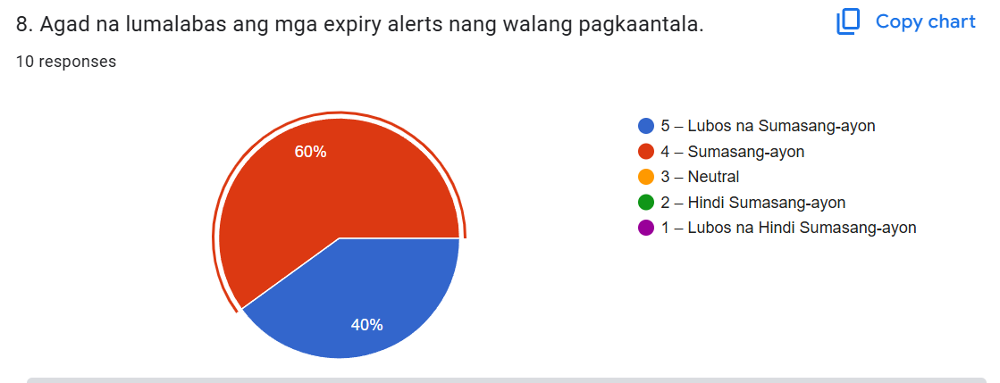 8. Agad na lumalabas ang mga expiry alerts nang walang pagkaantala.
Copy chart
10 responses
60%
40%
5 – Lubos na Sumasang-ayon
4 – Sumasang-ayon
3 – Neutral
2 – Hindi Sumasang-ayon
1 – Lubos na Hindi Sumasang-ayon